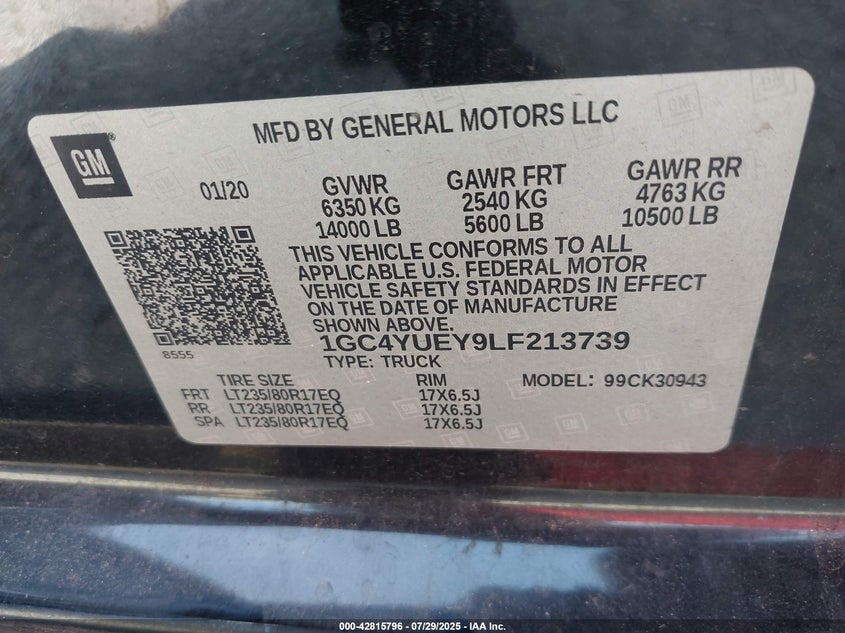 MFD BY GENERAL MOTORS LLC
GM
01/20
GVWR
6350 KG
14000 LB
GAWR FRT
2540 KG
5600 LB
GAWR RR
4763 KG
10500 LB
THIS VEHICLE CONFORMS TO ALL
APPLICABLE U.S. FEDERAL MOTOR
VEHICLE SAFETY STANDARDS IN EFFECT
ON THE DATE OF MANUFACTURE
SHOWN ABOVE.
8555
1GC4YUEY9LF213739
TYPE: TRUCK
TIRE SIZE RIM MODEL: 99CK30943
FRT LT235/80R17EQ 17X6.5J
RR LT235/80R17EQ 17X6.5J
SPA LT235/80R17EQ 17X6.5J
000-42815796 - 07/29/2025 - IAA Inc.